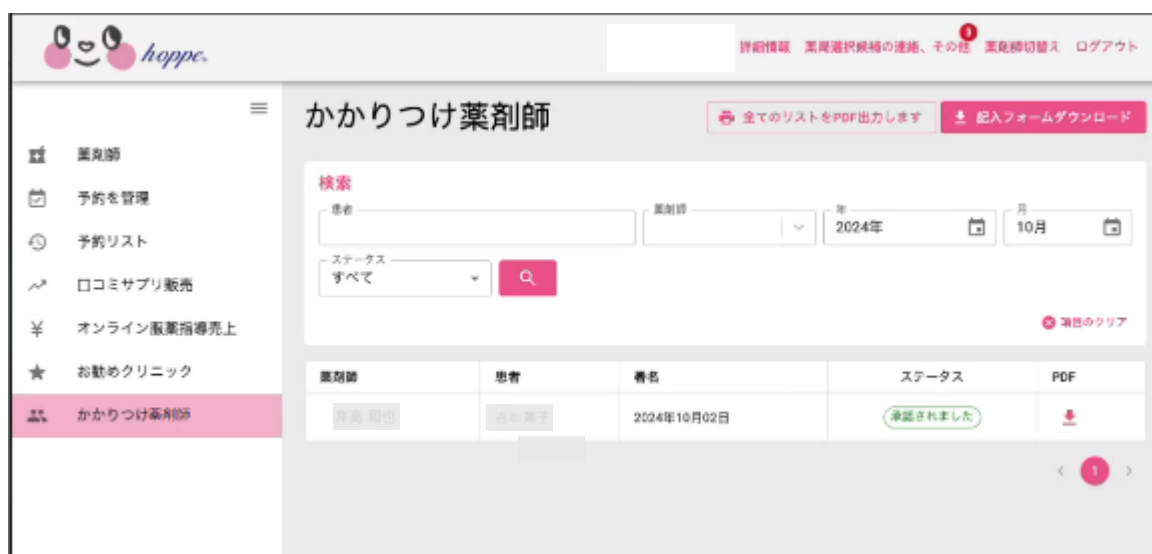 hoppe.
詳細情報 薬局選択候補の連絡、その他 0 薬剤師切替え ログアウト
薬剤師
予約を管理
予約リスト
口コミサプリ販売
オンライン服薬指導売上
お勧めクリニック
かかりつけ薬剤師
かかりつけ薬剤師
全てのリストをPDF出力します 記入フォームダウンロード
検索
患者 薬剤師 年 月
2024年 10月
ステータス
すべて
項目のクリア
薬剤師 患者 署名 ステータス PDF
2024年10月02日 承認されました
1